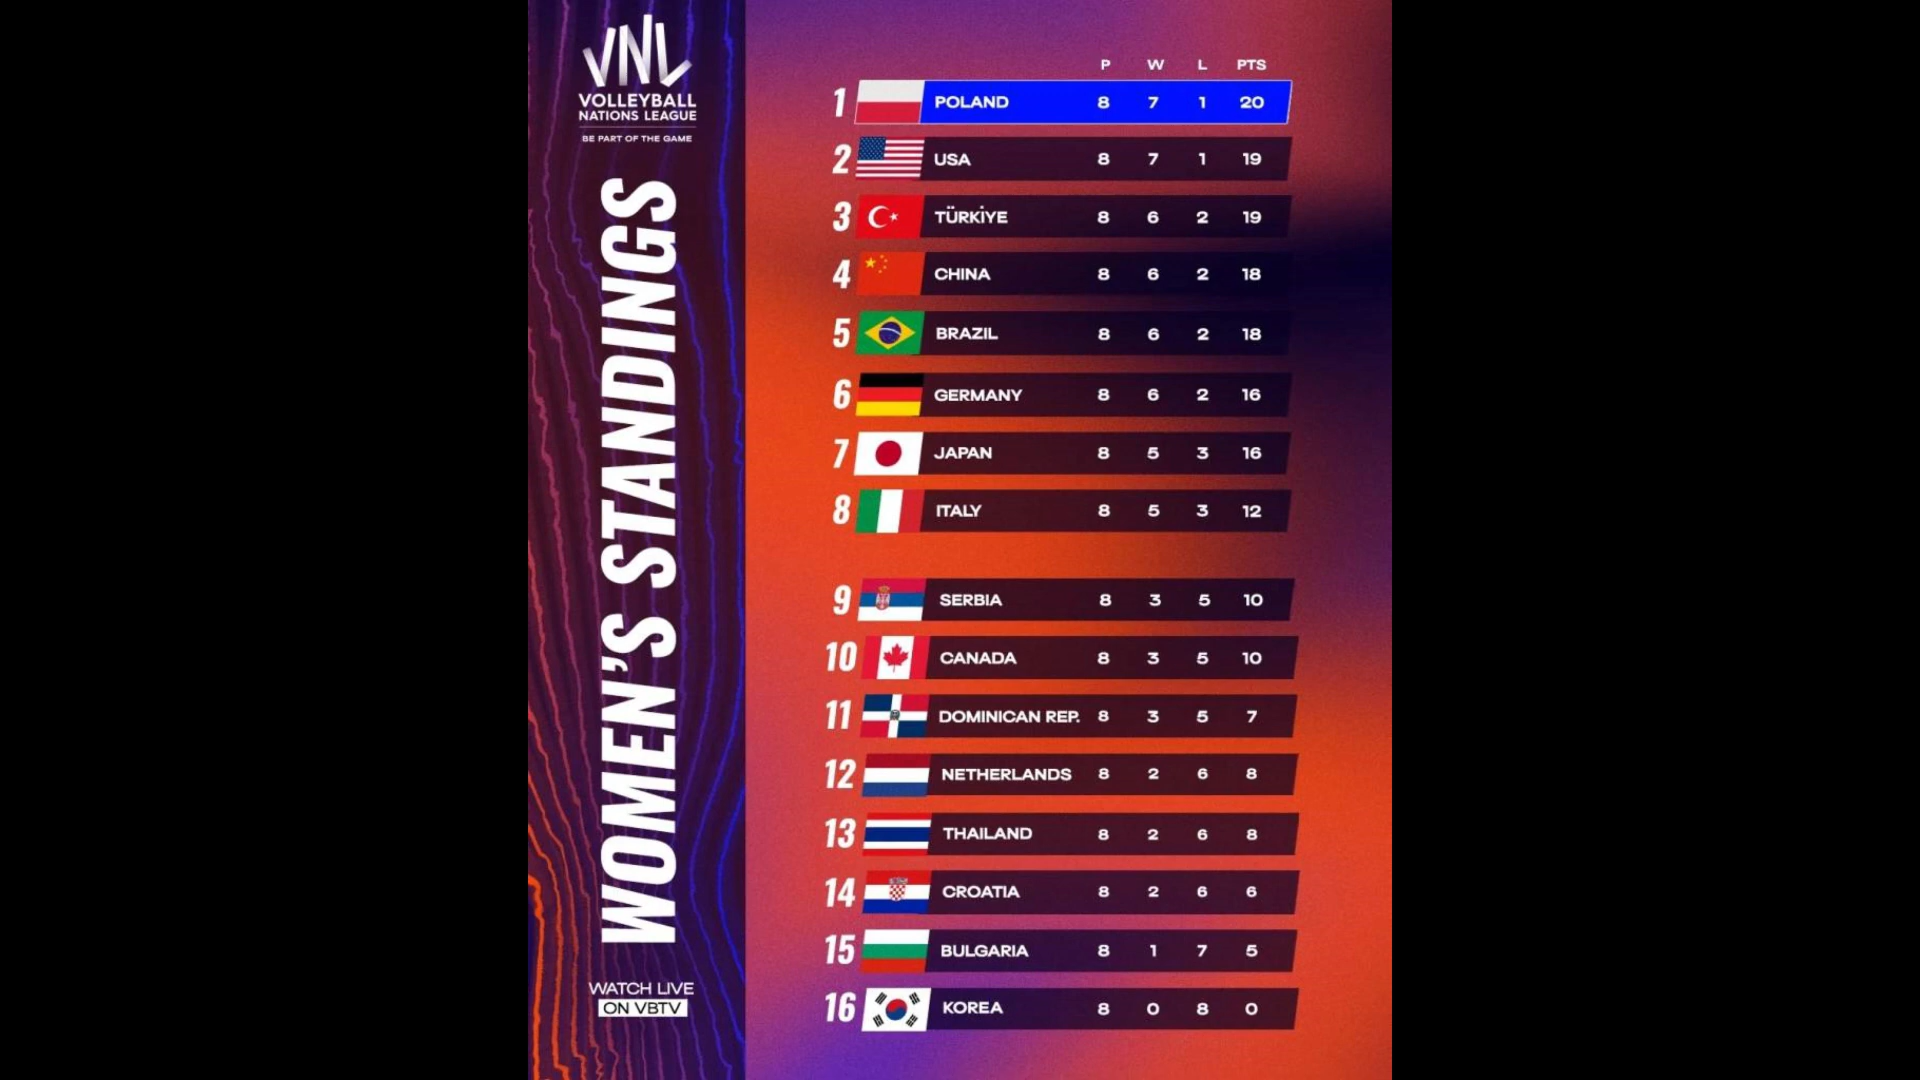 VNL
VOLLEYBALL
NATIONS LEAGUE
BE PART OF THE GAME
WOMEN'S STANDINGS
WATCH LIVE
ON VBTV
P W L PTS
1 POLAND 8 7 1 20
2 USA 8 7 1 19
3 TÜRKİYE 8 6 2 19
4 CHINA 8 6 2 18
5 BRAZIL 8 6 2 18
6 GERMANY 8 6 2 16
7 JAPAN 8 5 3 16
8 ITALY 8 5 3 12
9 SERBIA 8 3 5 10
10 CANADA 8 3 5 10
11 DOMINICAN REP. 8 3 5 7
12 NETHERLANDS 8 2 6 8
13 THAILAND 8 2 6 8
14 CROATIA 8 2 6 6
15 BULGARIA 8 1 7 5
16 KOREA 8 0 8 0